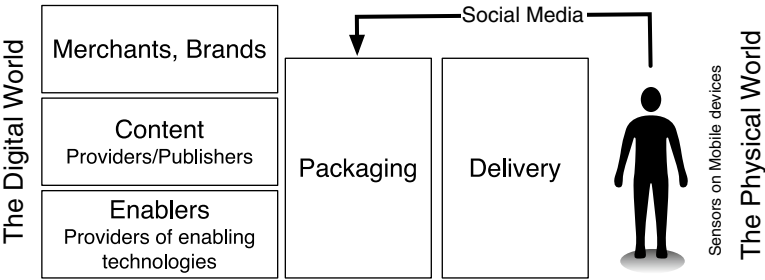 Social Media
The Digital World
Merchants, Brands
Content
Providers/Publishers
Enablers
Providers of enabling
technologies
Packaging
Delivery
Sensors on Mobile devices
The Physical World